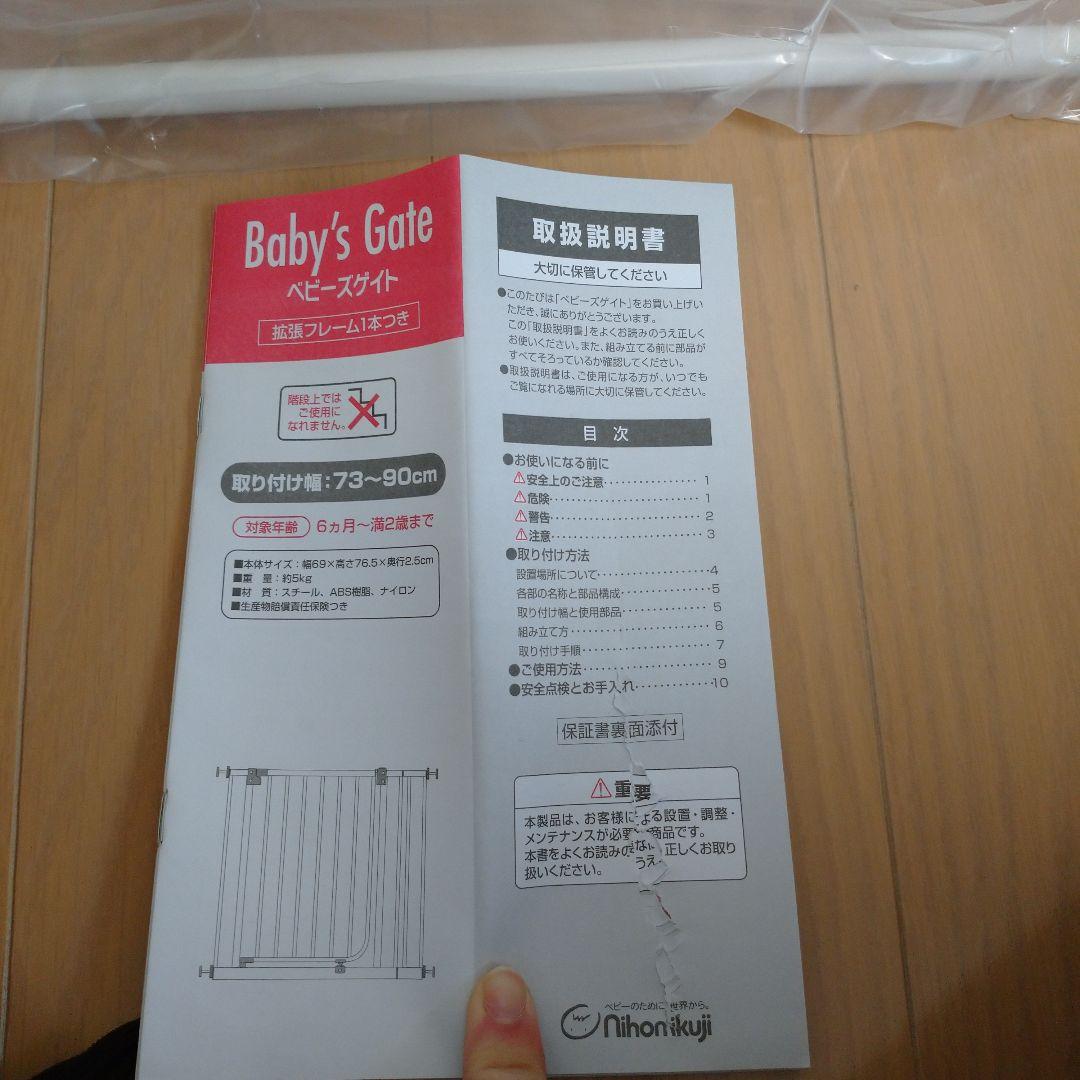 Baby's Gate
ベビーズゲイト
拡張フレーム1本つき
階段上では
ご使用に
なれません。
取り付け幅：73〜90cm
対象年齢 6ヵ月〜満2歳まで
■本体サイズ：幅69×高さ76.5×奥行2.5cm
■重　量：約5kg
■材　質：スチール、ABS樹脂、ナイロン
■生産物賠償責任保険つき
取扱説明書
大切に保管してください
●このたびは「ベビーズゲイト」をお買い上げい
ただき、誠にありがとうございます。
この「取扱説明書」をよくお読みのうえ正しく
お使いください。また、組み立てる前に部品が
すべてそろっているか確認してください。
●取扱説明書は、ご使用になる方が、いつでも
ご覧になれる場所に大切に保管してください。
目 次
●お使いになる前に
⚠安全上のご注意・・・・・・・・・・・・・・・ 1
⚠危険・・・・・・・・・・・・・・・・・・・・・・・ 1
⚠警告・・・・・・・・・・・・・・・・・・・・・・・ 2
⚠注意・・・・・・・・・・・・・・・・・・・・・・・ 3
●取り付け方法
設置場所について・・・・・・・・・・・・・・・・・4
各部の名称と部品構成・・・・・・・・・・・・・5
取り付け幅と使用部品・・・・・・・・・・・・・ 5
組み立て方・・・・・・・・・・・・・・・・・・・・・ 6
取り付け手順・・・・・・・・・・・・・・・・・・・ 7
●ご使用方法・・・・・・・・・・・・・・・・・・・ 9
●安全点検とお手入れ・・・・・・・・・・・・・10
保証書裏面添付
⚠重要
本製品は、お客様による設置・調整・
メンテナンスが必要な商品です。
本書をよくお読みのうえ、正しくお取り
扱いください。
ベビーのために 世界から。
nihonikuji